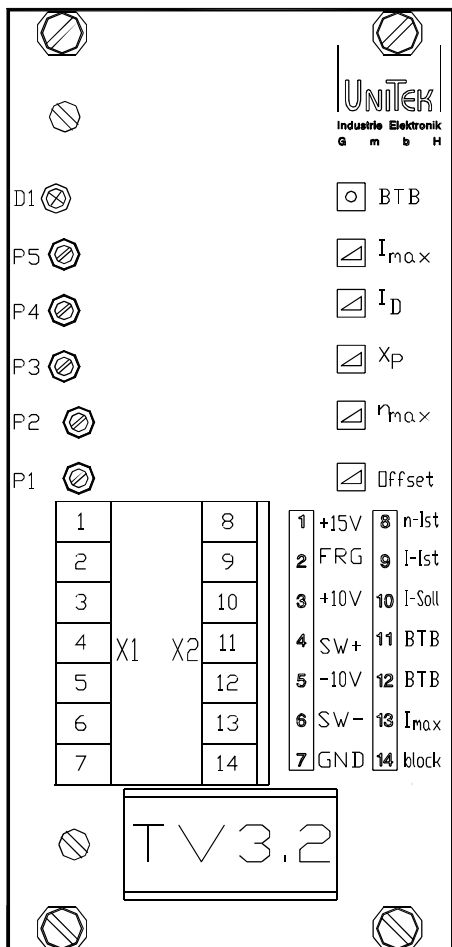 UNITEK
Industrie Elektronik
G m b H
D1 BTB
P5 Imax
P4 ID
P3 XP
P2 nmax
P1 Offset
1 8 1 +15V 8 n-Ist
2 9 2 FRG 9 I-Ist
3 10 3 +10V 10 I-Soll
4 X1 X2 11 4 SW+ 11 BTB
5 12 5 -10V 12 BTB
6 13 6 SW- 13 Imax
7 14 7 GND 14 block
TV3.2